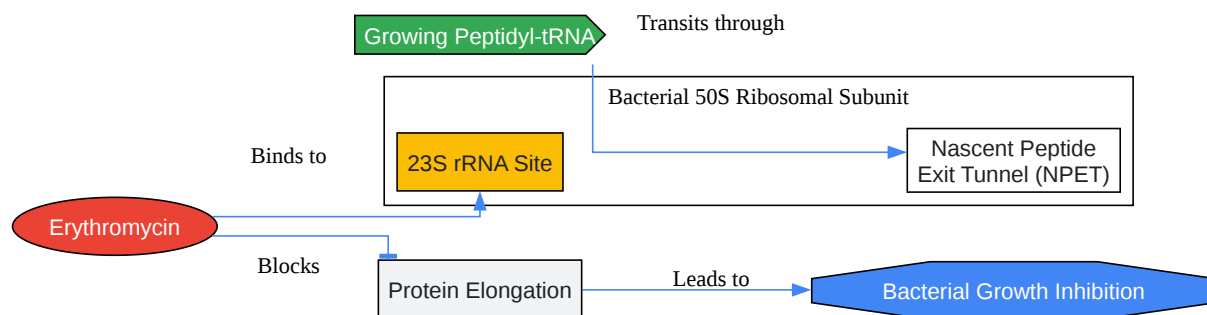 Growing Peptidyl-tRNA
Transits through
Bacterial 50S Ribosomal Subunit
Binds to
23S rRNA Site
Nascent Peptide
Exit Tunnel (NPET)
Erythromycin
Blocks
Protein Elongation
Leads to
Bacterial Growth Inhibition